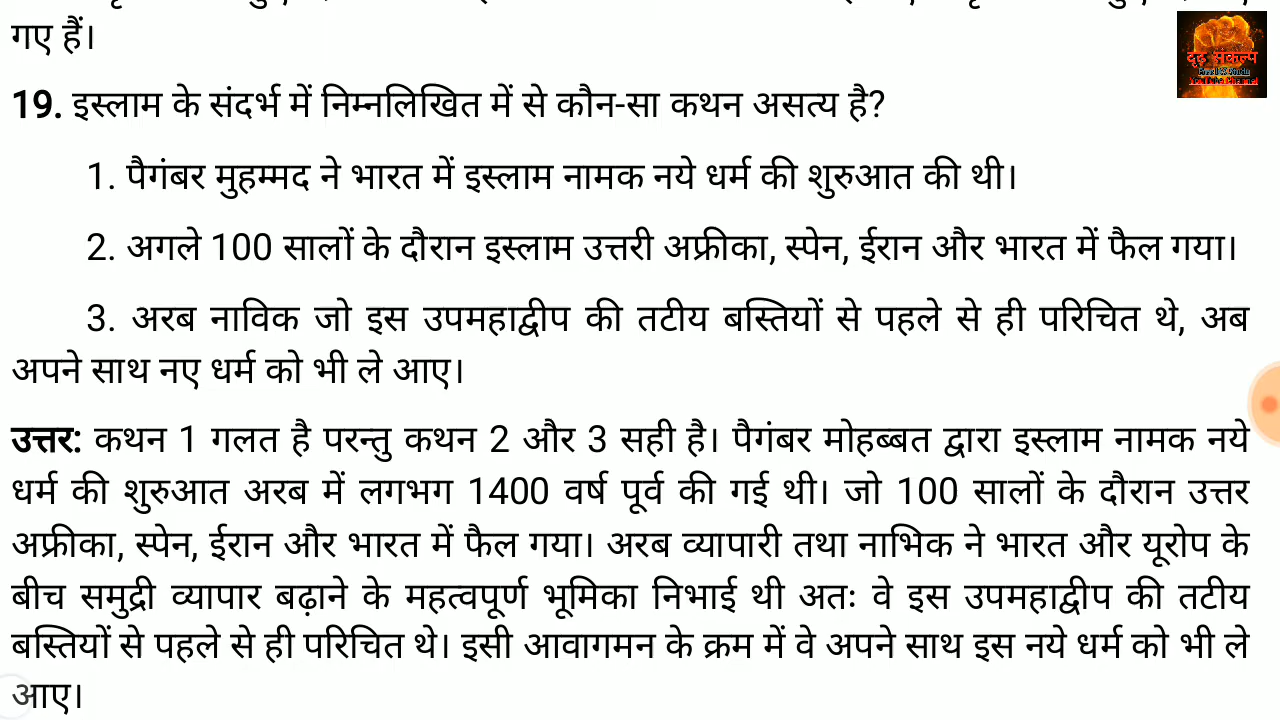 गए हैं।
दृढ़ संकल्प
19. इस्लाम के संदर्भ में निम्नलिखित में से कौन-सा कथन असत्य है?
1. पैगंबर मुहम्मद ने भारत में इस्लाम नामक नये धर्म की शुरुआत की थी।
2. अगले 100 सालों के दौरान इस्लाम उत्तरी अफ्रीका, स्पेन, ईरान और भारत में फैल गया।
3. अरब नाविक जो इस उपमहाद्वीप की तटीय बस्तियों से पहले से ही परिचित थे, अब
अपने साथ नए धर्म को भी ले आए।
उत्तर: कथन 1 गलत है परन्तु कथन 2 और 3 सही है। पैगंबर मोहब्बत द्वारा इस्लाम नामक नये
धर्म की शुरुआत अरब में लगभग 1400 वर्ष पूर्व की गई थी। जो 100 सालों के दौरान उत्तर
अफ्रीका, स्पेन, ईरान और भारत में फैल गया। अरब व्यापारी तथा नाभिक ने भारत और यूरोप के
बीच समुद्री व्यापार बढ़ाने के महत्वपूर्ण भूमिका निभाई थी अतः वे इस उपमहाद्वीप की तटीय
बस्तियों से पहले से ही परिचित थे। इसी आवागमन के क्रम में वे अपने साथ इस नये धर्म को भी ले
आए।